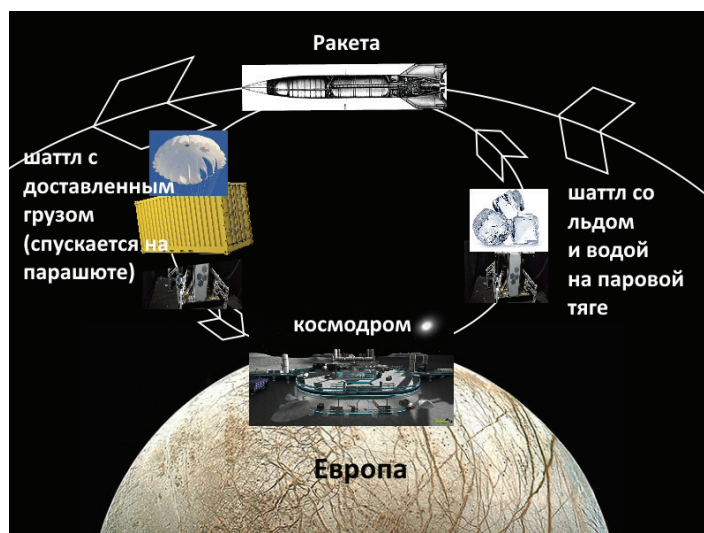 Ракета
шаттл с
доставленным
грузом
(спускается на
парашюте)
шаттл со
льдом
и водой
на паровой
тяге
космодром
Европа